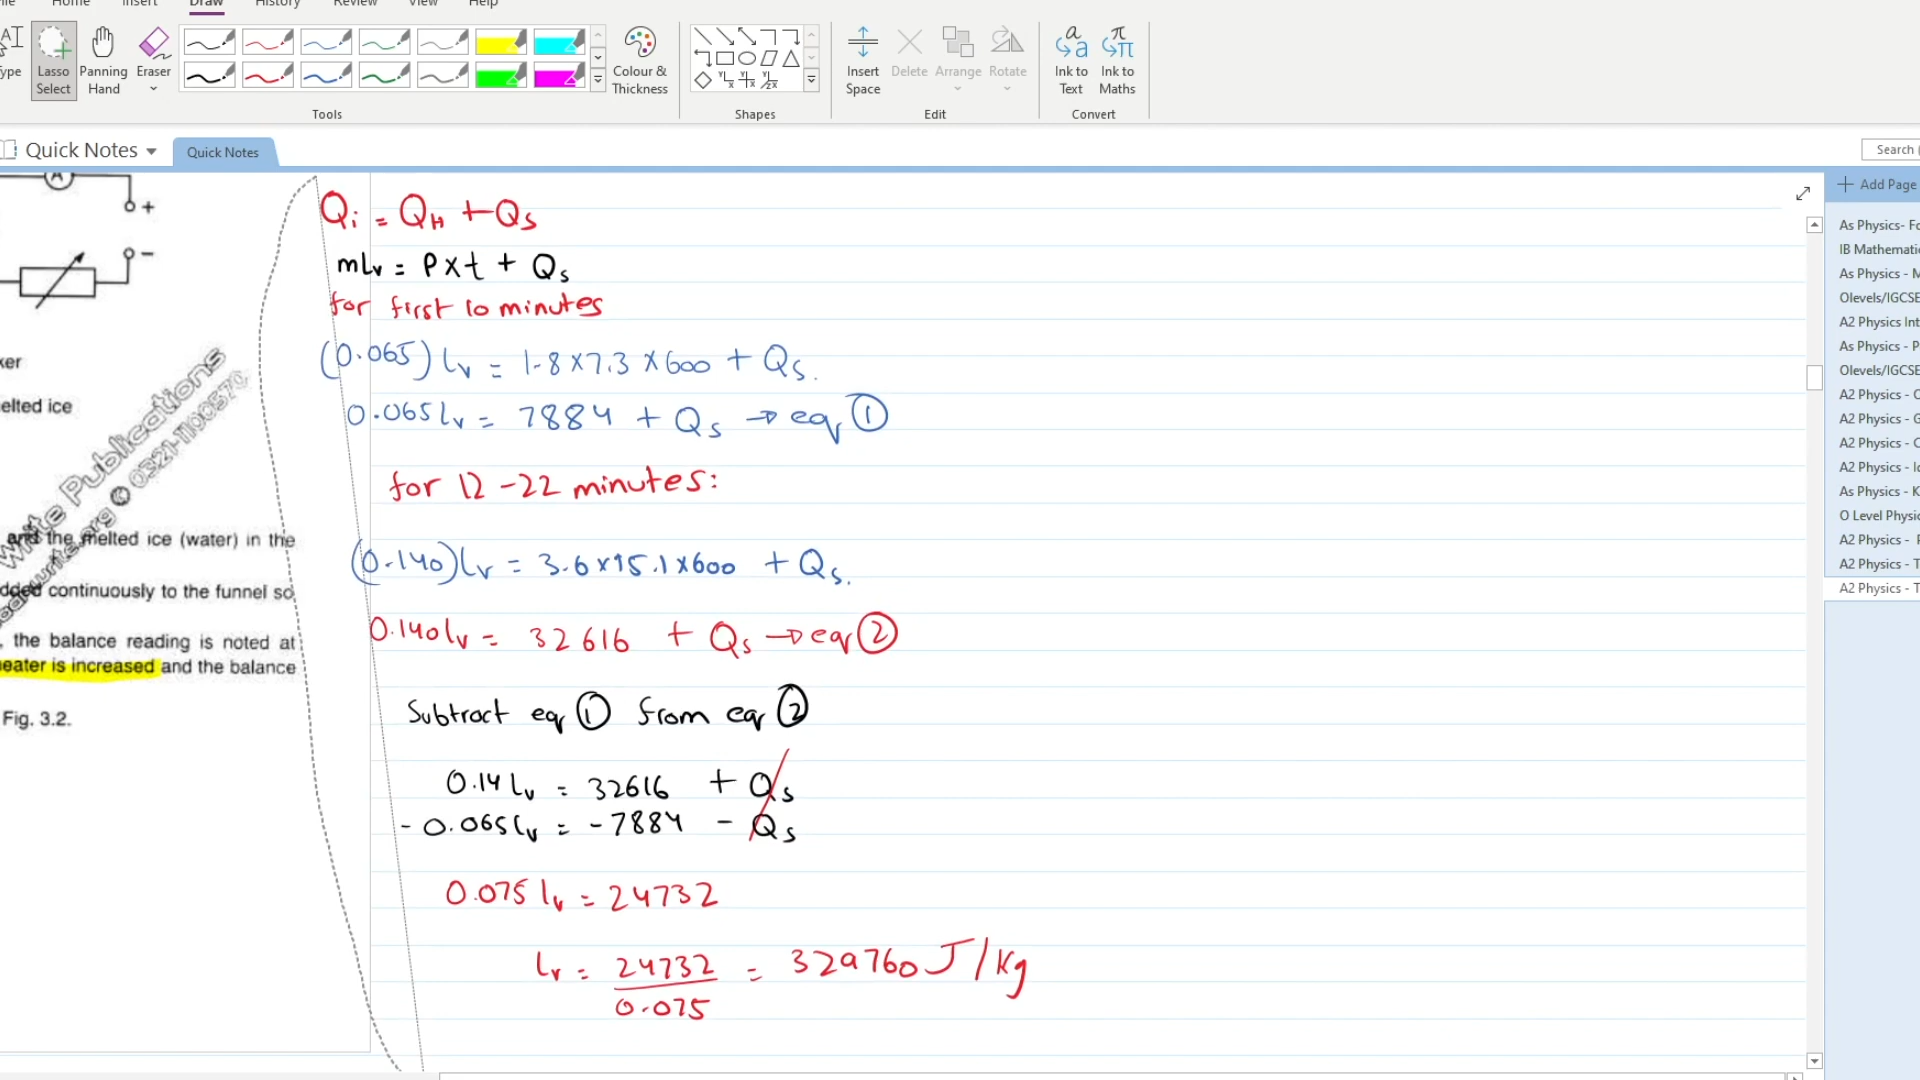 Home Insert Draw History Review View Help
Type
Lasso Select
Panning Hand
Eraser
Colour & Thickness
Insert Space
Delete
Arrange
Rotate
Ink to Text
Ink to Maths
Tools
Shapes
Edit
Convert
Quick Notes
Quick Notes
Search
Add Page
As Physics- Fo
IB Mathematic
As Physics - M
Olevels/IGCSE
A2 Physics Int
As Physics - P
Olevels/IGCSE
A2 Physics - C
A2 Physics - G
A2 Physics - C
A2 Physics - Ic
As Physics - K
O Level Physic
A2 Physics - P
A2 Physics - T
A2 Physics - T
A
+
−
ker
elted ice
Publications
© 0321-1100570
and the melted ice (water) in the
dded continuously to the funnel so
, the balance reading is noted at
eater is increased and the balance
Fig. 3.2.
Qi = QH + Qs
mLv = P x t + Qs
for first 10 minutes
(0.065) Lv = 1.8 x 7.3 x 600 + Qs.
0.065 Lv = 7884 + Qs → eq ①
for 12 - 22 minutes:
(0.140) Lv = 3.6 x 15.1 x 600 + Qs.
0.140 Lv = 32616 + Qs → eq ②
Subtract eq ① from eq ②
0.14 Lv = 32616 + Qs
- 0.065 Lv = - 7884 - Qs
0.075 Lv = 24732
Lv = 24732 / 0.075 = 329760 J/Kg